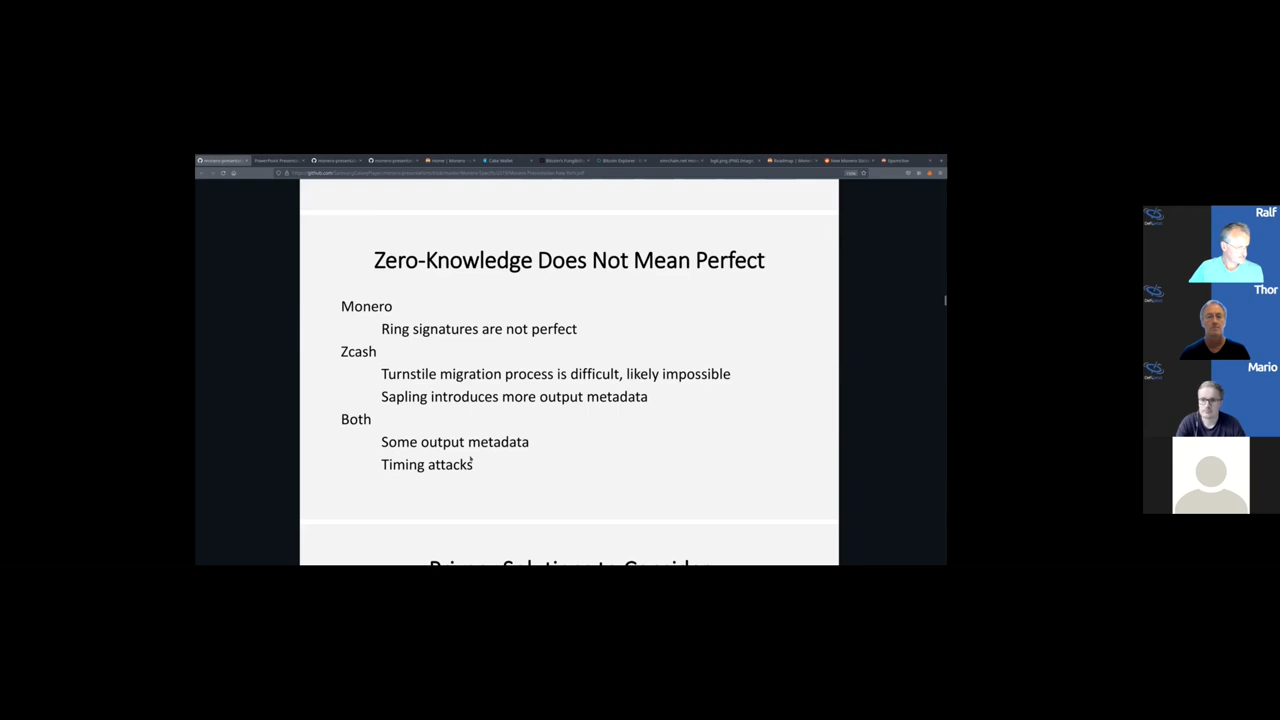 Zero-Knowledge Does Not Mean Perfect
Monero
Ring signatures are not perfect
Zcash
Turnstile migration process is difficult, likely impossible
Sapling introduces more output metadata
Both
Some output metadata
Timing attacks
Ralf
Thor
Mario